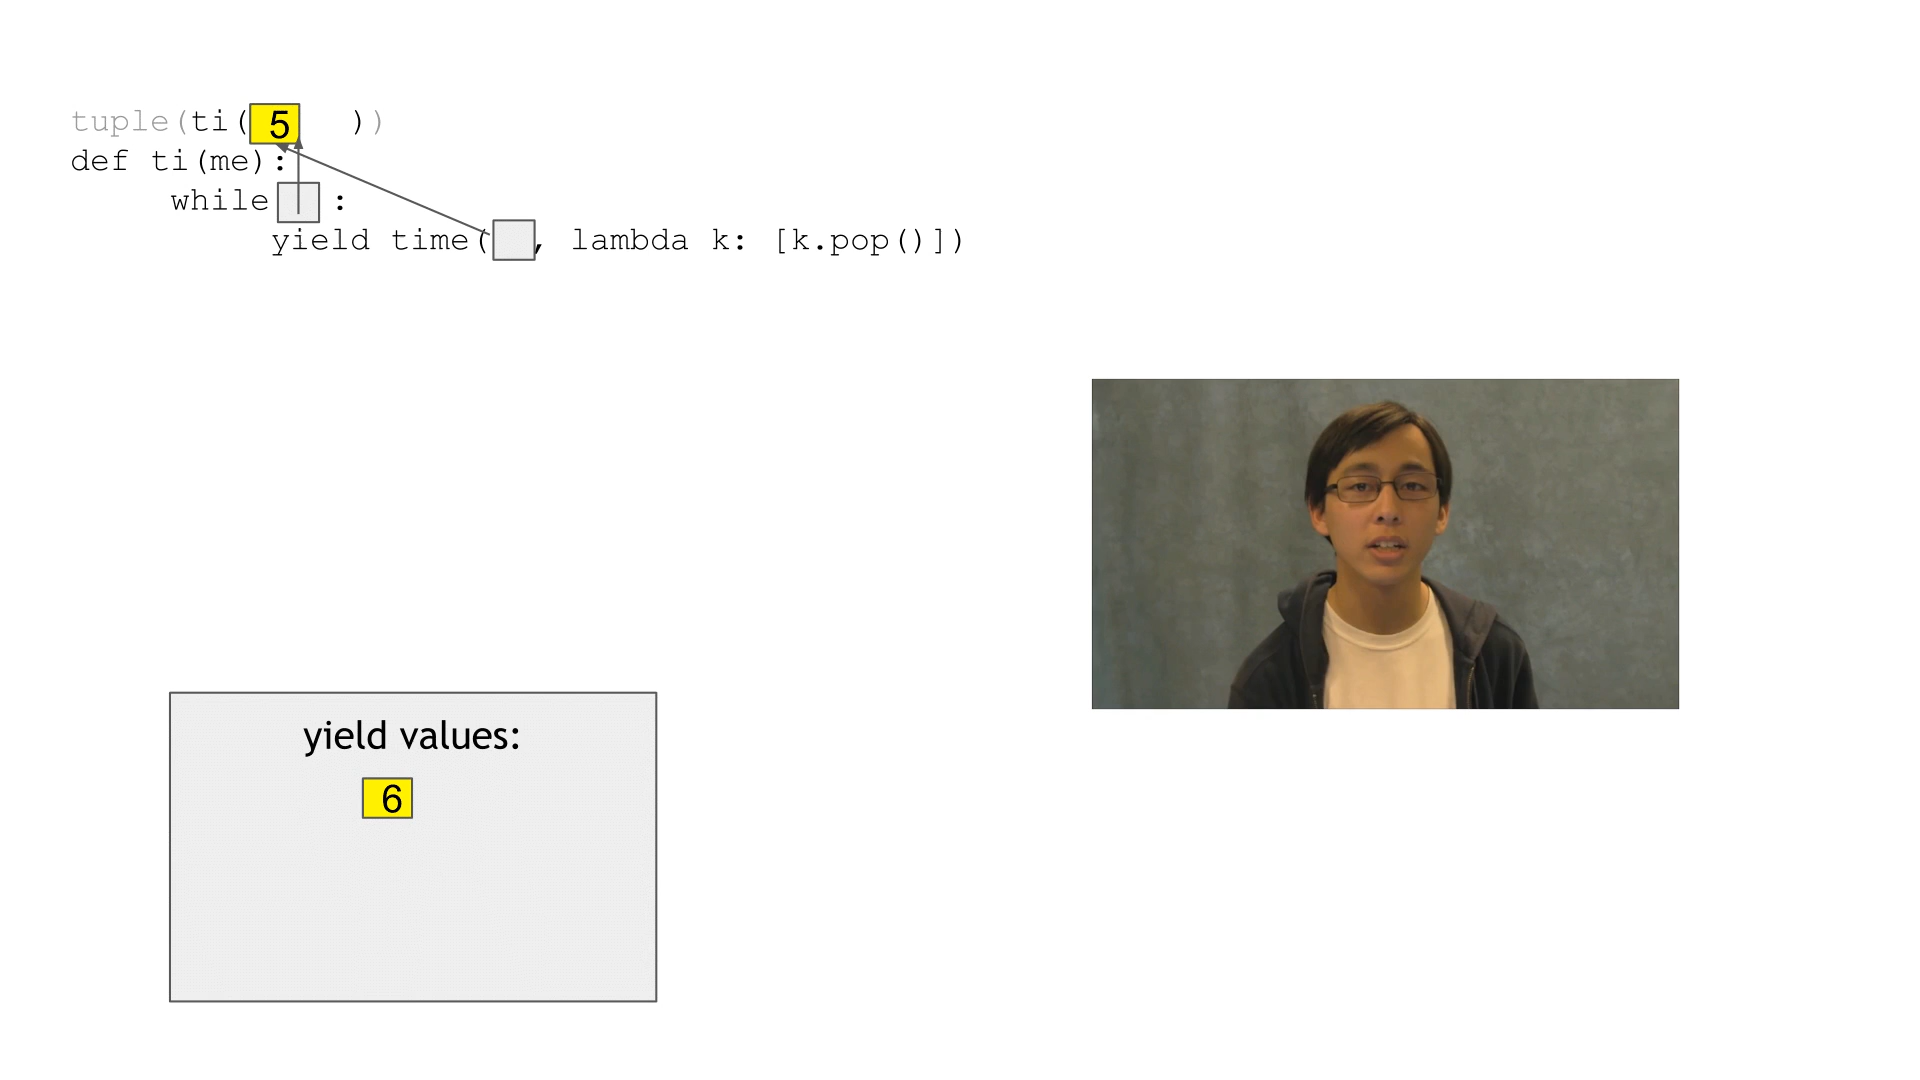 tuple(ti( 5 ))
def ti(me):
while :
yield time( , lambda k: [k.pop()])
yield values:
6